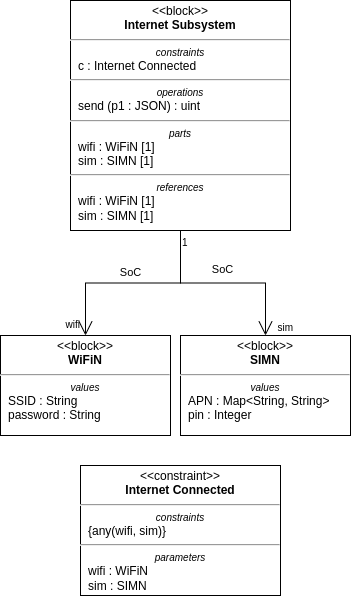 <<block>>
Internet Subsystem
constraints
c : Internet Connected
operations
send (p1 : JSON) : uint
parts
wifi : WiFiN [1]
sim : SIMN [1]
references
wifi : WiFiN [1]
sim : SIMN [1]
1
SoC
SoC
wifi
sim
<<block>>
WiFiN
values
SSID : String
password : String
<<block>>
SIMN
values
APN : Map<String, String>
pin : Integer
<<constraint>>
Internet Connected
constraints
{any(wifi, sim)}
parameters
wifi : WiFiN
sim : SIMN